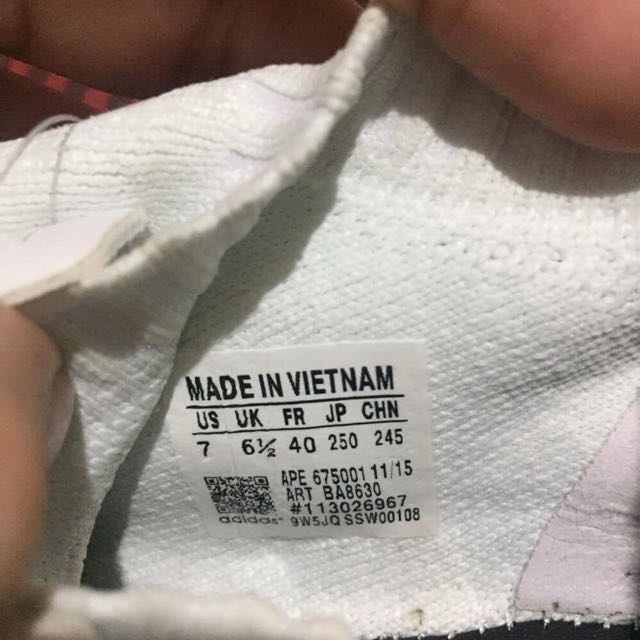 MADE IN VIETNAM
US UK FR JP CHN
7 6½ 40 250 245
APE 675001 11/15
ART BA8630
#113026967
adidas 9W5JQ SSW00108